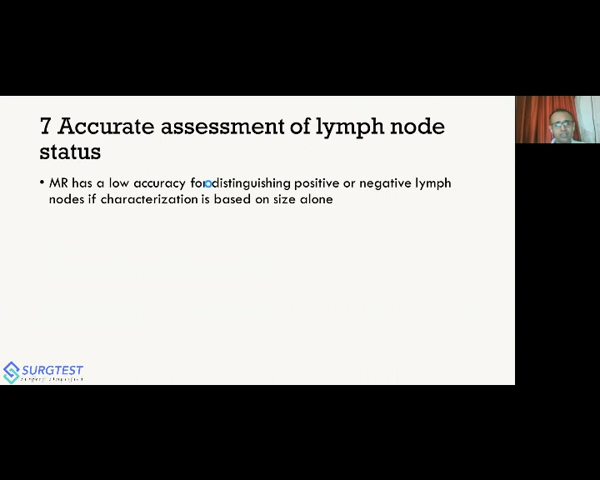 7 Accurate assessment of lymph node
status
• MR has a low accuracy for distinguishing positive or negative lymph
nodes if characterization is based on size alone
SURGTEST